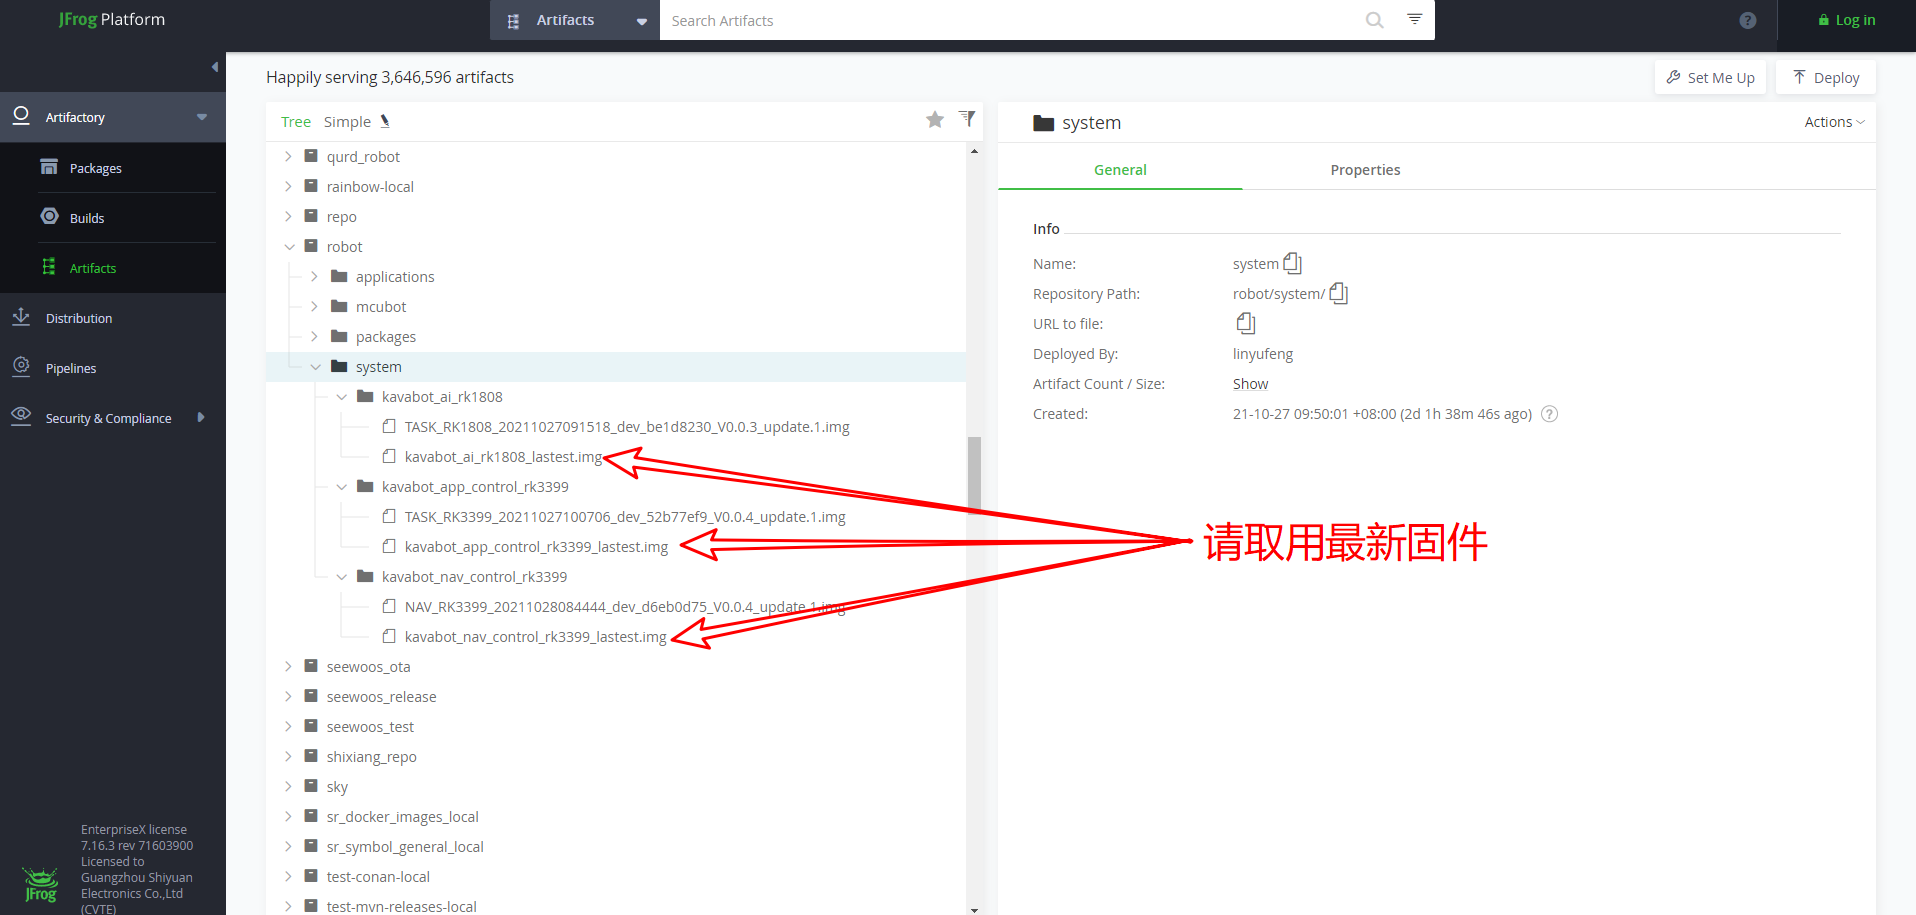 JFrog Platform
Artifacts
Search Artifacts
Log in
Happily serving 3,646,596 artifacts
Set Me Up
Deploy
Artifactory
Packages
Builds
Artifacts
Distribution
Pipelines
Security & Compliance
EnterpriseX license
7.16.3 rev 71603900
Licensed to
Guangzhou Shiyuan
Electronics Co.,Ltd
(CVTE)
JFrog
Tree Simple
qurd_robot
rainbow-local
repo
robot
applications
mcubot
packages
system
kavabot_ai_rk1808
TASK_RK1808_20211027091518_dev_be1d8230_V0.0.3_update.1.img
kavabot_ai_rk1808_lastest.img
kavabot_app_control_rk3399
TASK_RK3399_20211027100706_dev_52b77ef9_V0.0.4_update.1.img
kavabot_app_control_rk3399_lastest.img
kavabot_nav_control_rk3399
NAV_RK3399_20211028084444_dev_d6eb0d75_V0.0.4_update.1.img
kavabot_nav_control_rk3399_lastest.img
seewoos_ota
seewoos_release
seewoos_test
shixiang_repo
sky
sr_docker_images_local
sr_symbol_general_local
test-conan-local
test-mvn-releases-local
system
Actions
General
Properties
Info
Name: system
Repository Path: robot/system/
URL to file:
Deployed By: linyufeng
Artifact Count / Size: Show
Created: 21-10-27 09:50:01 +08:00 (2d 1h 38m 46s ago)
请取用最新固件